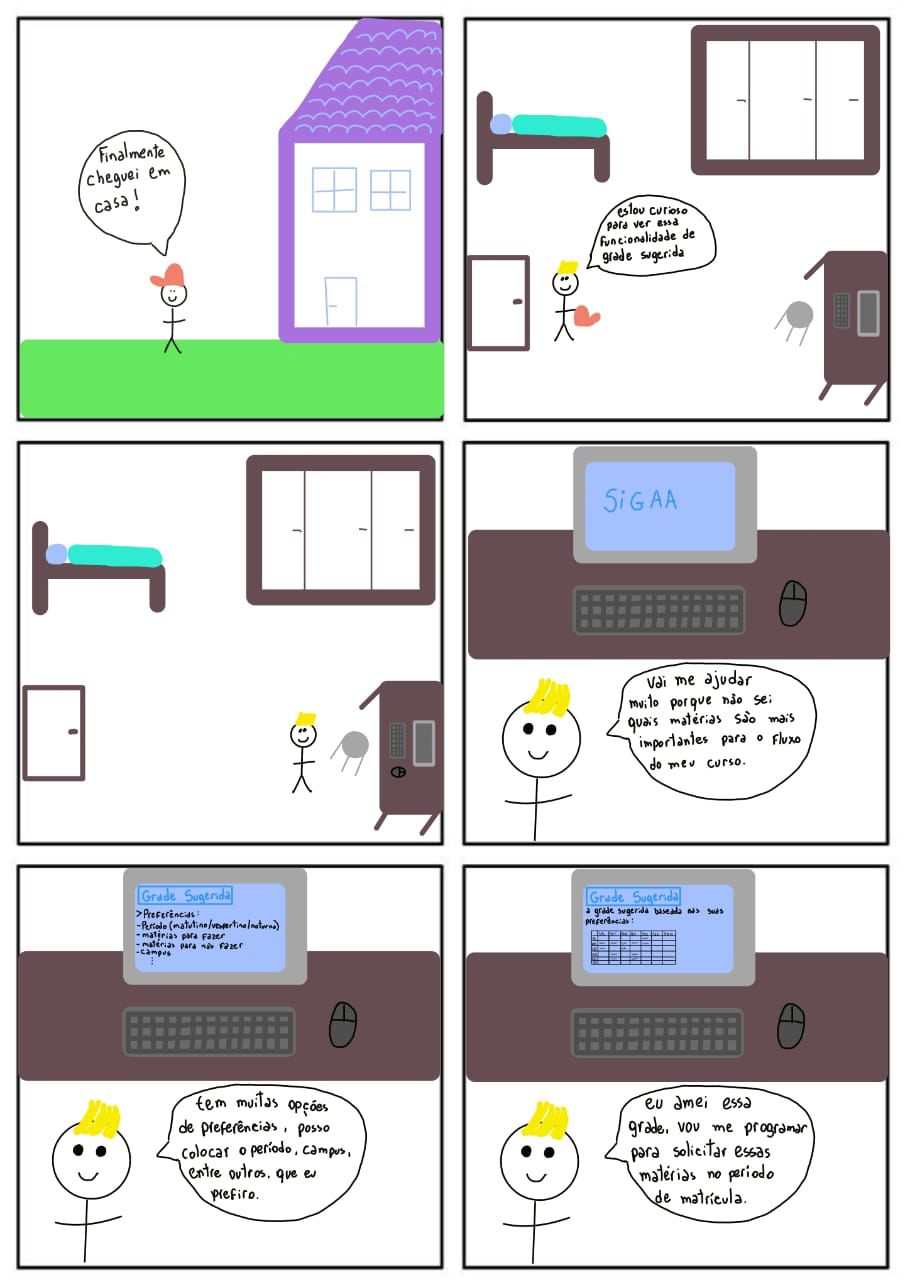 Finalmente
cheguei em
casa!
estou curioso
para ver essa
funcionalidade de
grade sugerida
SiGAA
Vai me ajudar
muito porque não sei
quais matérias são mais
importantes para o fluxo
do meu curso.
Grade Sugerida
>Preferências:
-Período (matutino/vespertino/noturno)
- matérias para fazer
- matérias para não fazer
- campus
⋮
tem muitas opções
de preferências, posso
colocar o período, campus,
entre outros, que eu
prefiro.
Grade Sugerida
a grade sugerida baseada nas suas
preferências:
eu amei essa
grade, vou me programar
para solicitar essas
matérias no período
de matrícula.